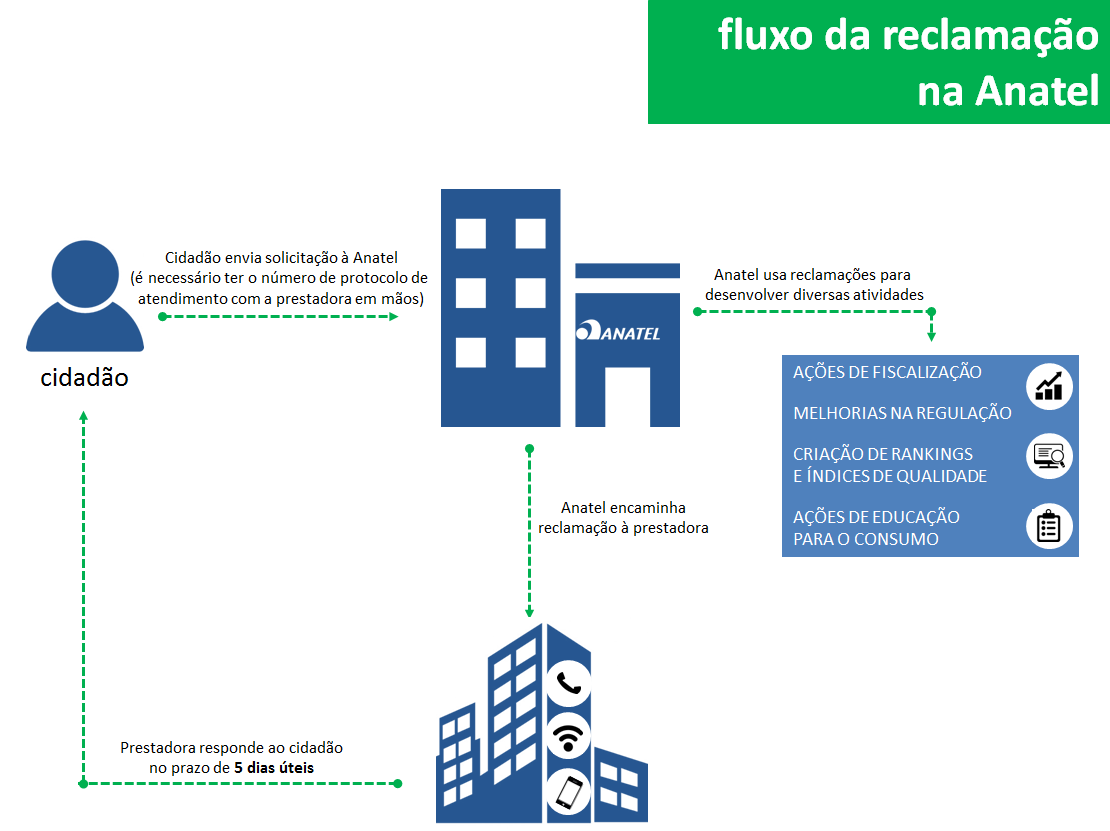 fluxo da reclamação
na Anatel
Cidadão envia solicitação à Anatel
(é necessário ter o número de protocolo de
atendimento com a prestadora em mãos)
cidadão
ANATEL
Anatel usa reclamações para
desenvolver diversas atividades
AÇÕES DE FISCALIZAÇÃO
MELHORIAS NA REGULAÇÃO
CRIAÇÃO DE RANKINGS
E ÍNDICES DE QUALIDADE
AÇÕES DE EDUCAÇÃO
PARA O CONSUMO
Anatel encaminha
reclamação à prestadora
Prestadora responde ao cidadão
no prazo de 5 dias úteis